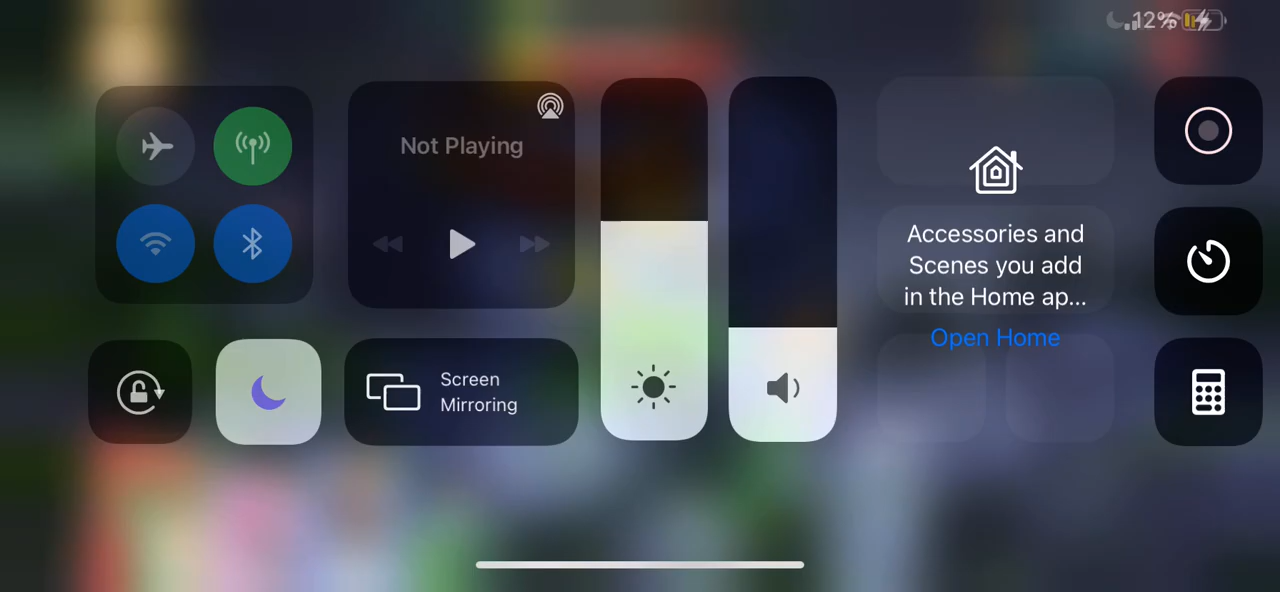 12%
Not Playing
Screen
Mirroring
Accessories and
Scenes you add
in the Home ap...
Open Home